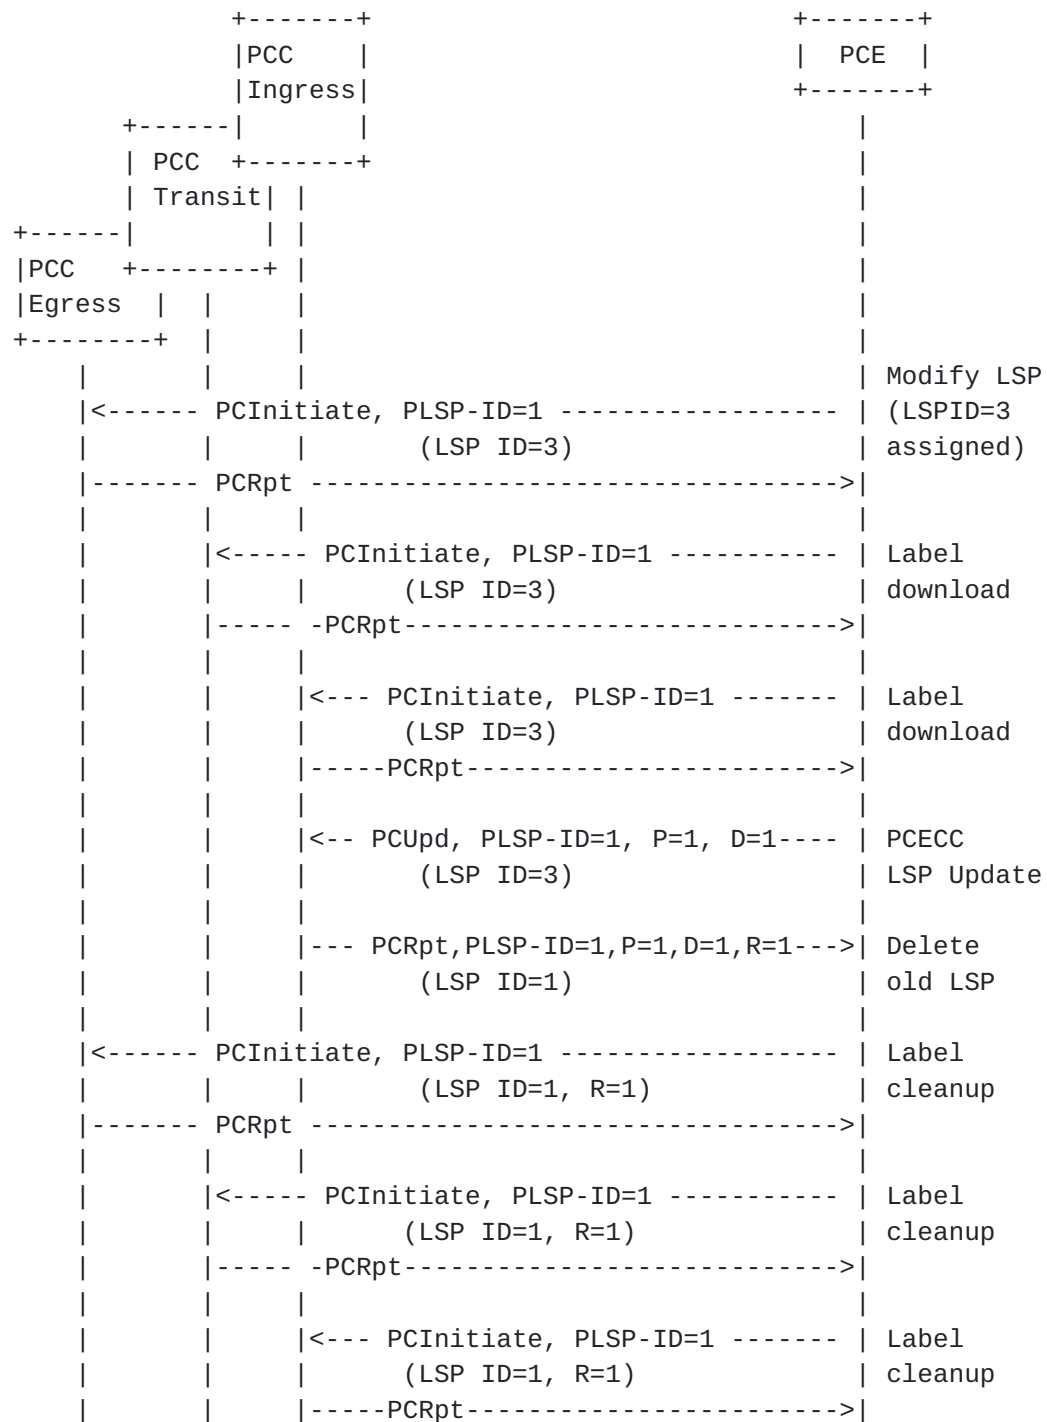 +-------+                           +-------+
              |PCC    |                           |  PCE  |
              |Ingress|                           +-------+
       +------|       |                               |
       | PCC  +-------+                               |
       | Transit| |                                   |
+------|        | |                                   |
|PCC   +--------+ |                                   |
|Egress  |  |     |                                   |
+--------+  |     |                                   |
    |       |     |                                   | Modify LSP
    |<------ PCInitiate, PLSP-ID=1 ------------------ | (LSPID=3
    |       |     |       (LSP ID=3)                  | assigned)
    |------- PCRpt ---------------------------------->|
    |       |     |                                   |
    |       |<----- PCInitiate, PLSP-ID=1 ----------- | Label
    |       |     |      (LSP ID=3)                   | download
    |       |----- -PCRpt---------------------------->|
    |       |     |                                   |
    |       |     |<--- PCInitiate, PLSP-ID=1 ------- | Label
    |       |     |      (LSP ID=3)                   | download
    |       |     |-----PCRpt------------------------>|
    |       |     |                                   |
    |       |     |<-- PCUpd, PLSP-ID=1, P=1, D=1---- | PCECC
    |       |     |       (LSP ID=3)                  | LSP Update
    |       |     |                                   |
    |       |     |--- PCRpt,PLSP-ID=1,P=1,D=1,R=1--->| Delete
    |       |     |       (LSP ID=1)                  | old LSP
    |       |     |                                   |
    |<------ PCInitiate, PLSP-ID=1 ------------------ | Label
    |       |     |       (LSP ID=1, R=1)             | cleanup
    |------- PCRpt ---------------------------------->|
    |       |     |                                   |
    |       |<----- PCInitiate, PLSP-ID=1 ----------- | Label
    |       |     |      (LSP ID=1, R=1)              | cleanup
    |       |----- -PCRpt---------------------------->|
    |       |     |                                   |
    |       |     |<--- PCInitiate, PLSP-ID=1 ------- | Label
    |       |     |      (LSP ID=1, R=1)              | cleanup
    |       |     |-----PCRpt------------------------>|